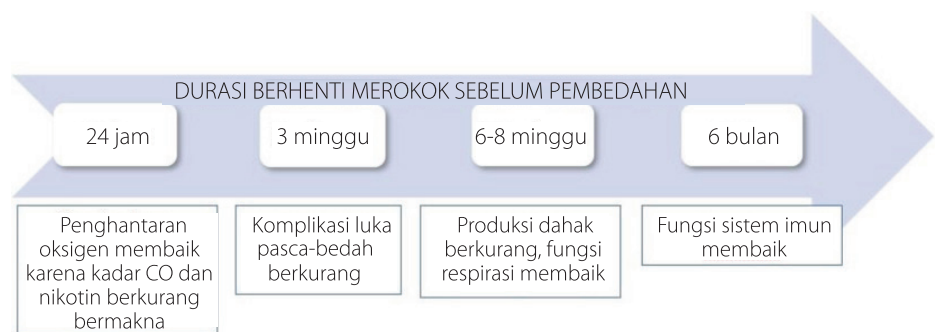 DURASI BERHENTI MEROKOK SEBELUM PEMBEDAHAN
24 jam
3 minggu
6-8 minggu
6 bulan
Penghantaran
oksigen membaik
karena kadar CO dan
nikotin berkurang
bermakna
Komplikasi luka
pasca-bedah
berkurang
Produksi dahak
berkurang, fungsi
respirasi membaik
Fungsi sistem imun
membaik